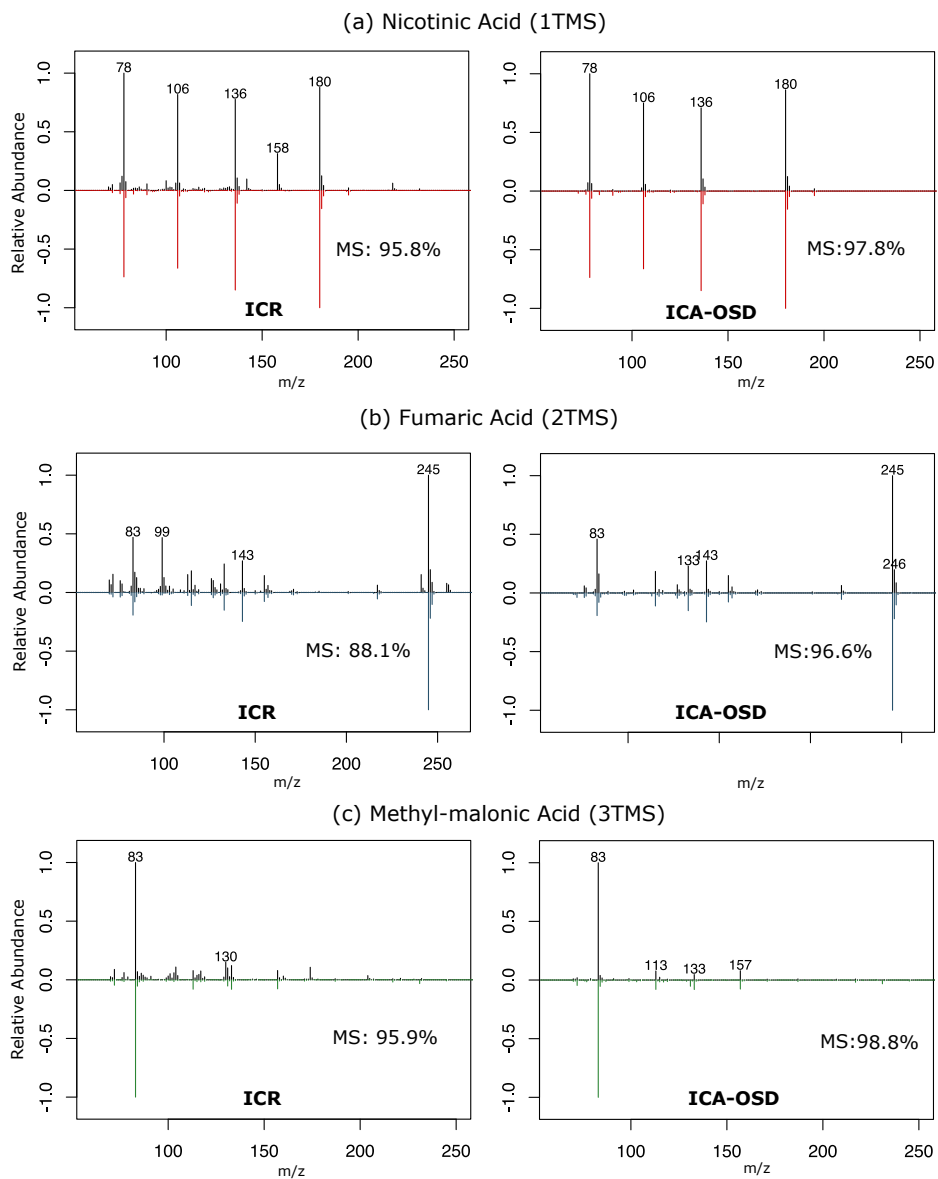 (a) Nicotinic Acid (1TMS)
Relative Abundance
1.0
0.5
0.0
-0.5
-1.0
78
106
136
180
158
MS: 95.8%
ICR
100
150
200
250
m/z
78
106
136
180
MS:97.8%
ICA-OSD
100
150
200
250
m/z
(b) Fumaric Acid (2TMS)
Relative Abundance
1.0
0.5
0.0
-0.5
-1.0
83
99
143
245
MS: 88.1%
ICR
100
150
200
250
m/z
83
133
143
245
246
MS:96.6%
ICA-OSD
m/z
(c) Methyl-malonic Acid (3TMS)
Relative Abundance
1.0
0.5
0.0
-0.5
-1.0
83
130
MS: 95.9%
ICR
100
150
200
250
m/z
83
113
133
157
MS:98.8%
ICA-OSD
100
150
200
250
m/z